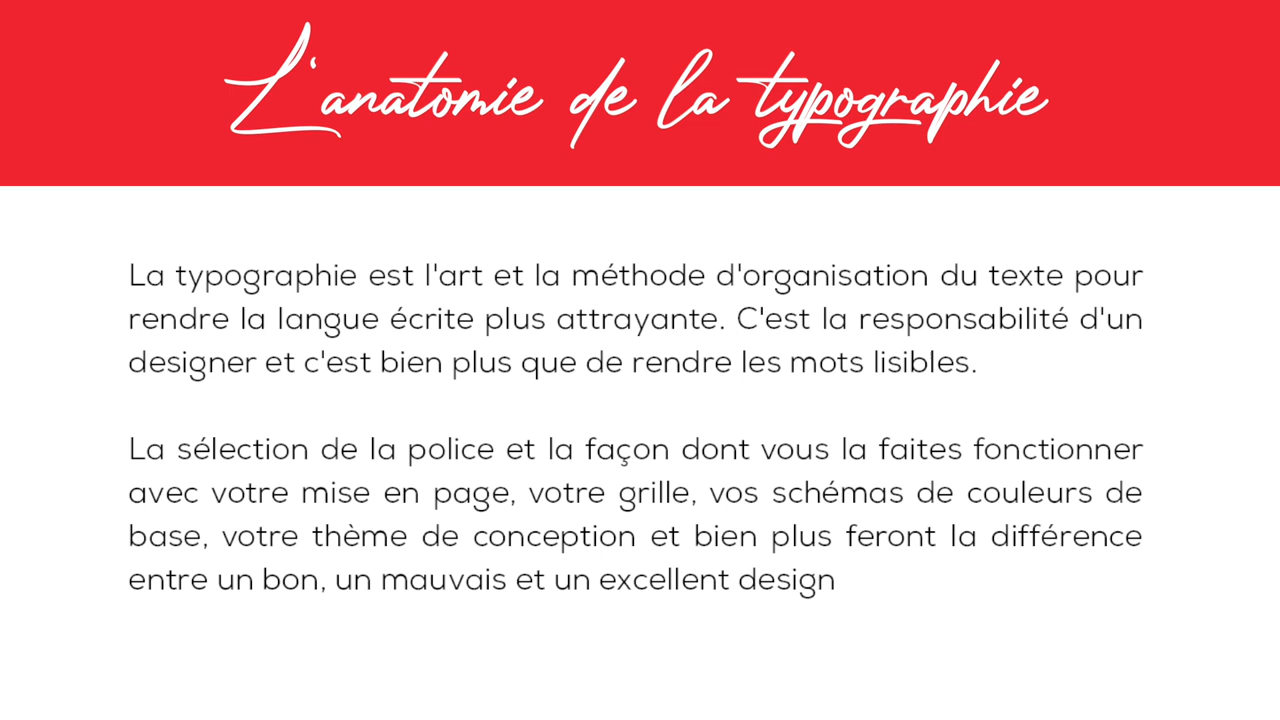 L'anatomie de la typographie
La typographie est l'art et la méthode d'organisation du texte pour
rendre la langue écrite plus attrayante. C'est la responsabilité d'un
designer et c'est bien plus que de rendre les mots lisibles.
La sélection de la police et la façon dont vous la faites fonctionner
avec votre mise en page, votre grille, vos schémas de couleurs de
base, votre thème de conception et bien plus feront la différence
entre un bon, un mauvais et un excellent design